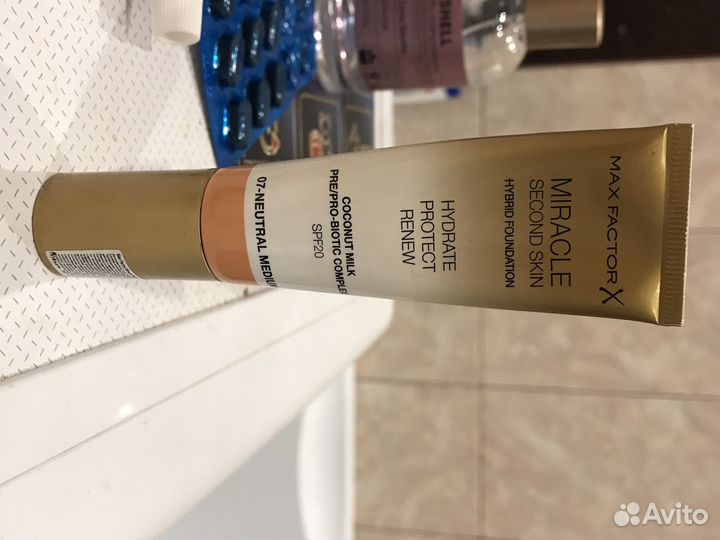 MAX FACTOR X
MIRACLE
SECOND SKIN
HYBRID FOUNDATION
HYDRATE
PROTECT
RENEW
COCONUT MILK
PRE/PRO-BIOTIC COMPLEX
SPF20
07-NEUTRAL MEDIUM
SHELL
Avito